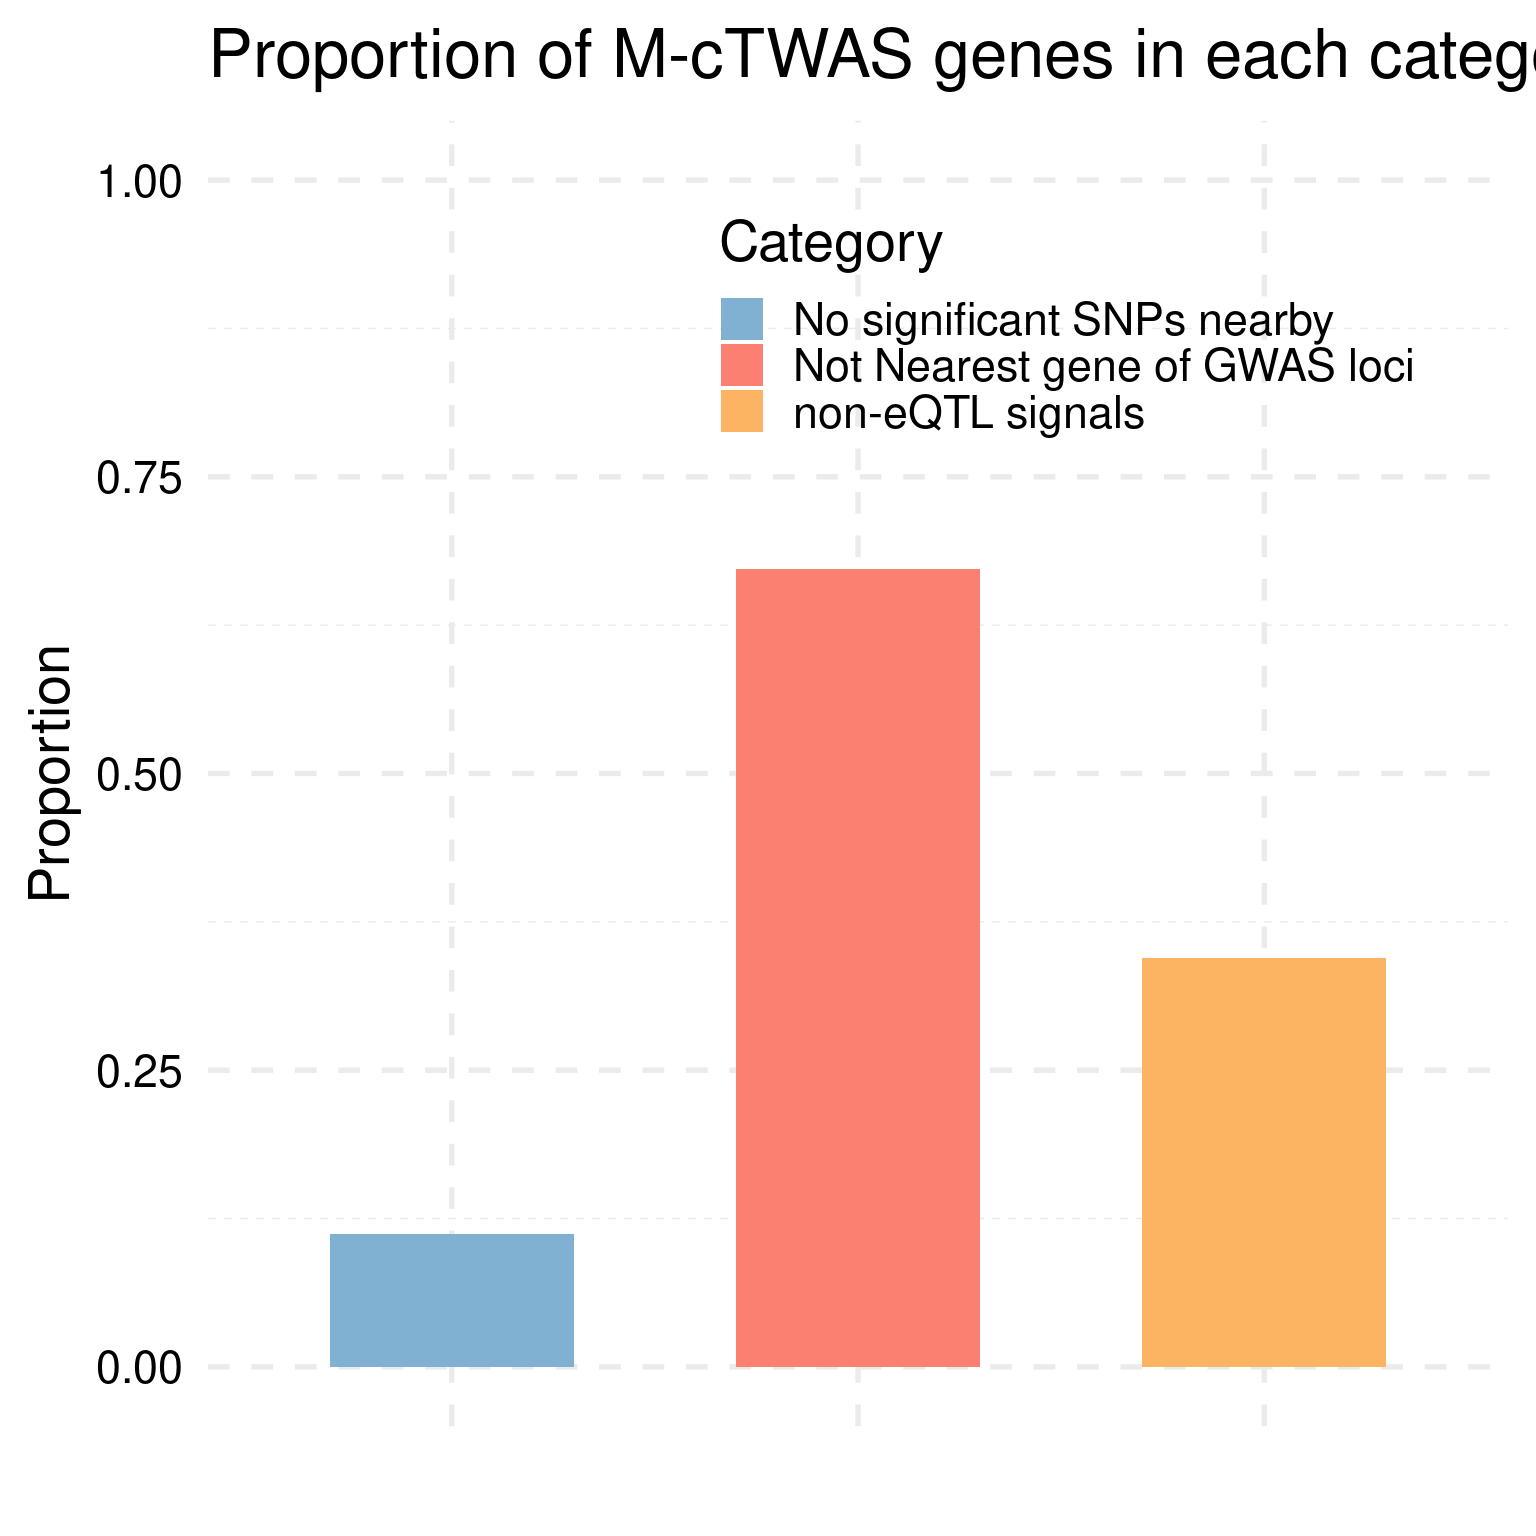 Proportion of M-cTWAS genes in each catego
1.00
Category
No significant SNPs nearby
Not Nearest gene of GWAS loci
non-eQTL signals
0.75
Proportion
0.50
0.25
0.00